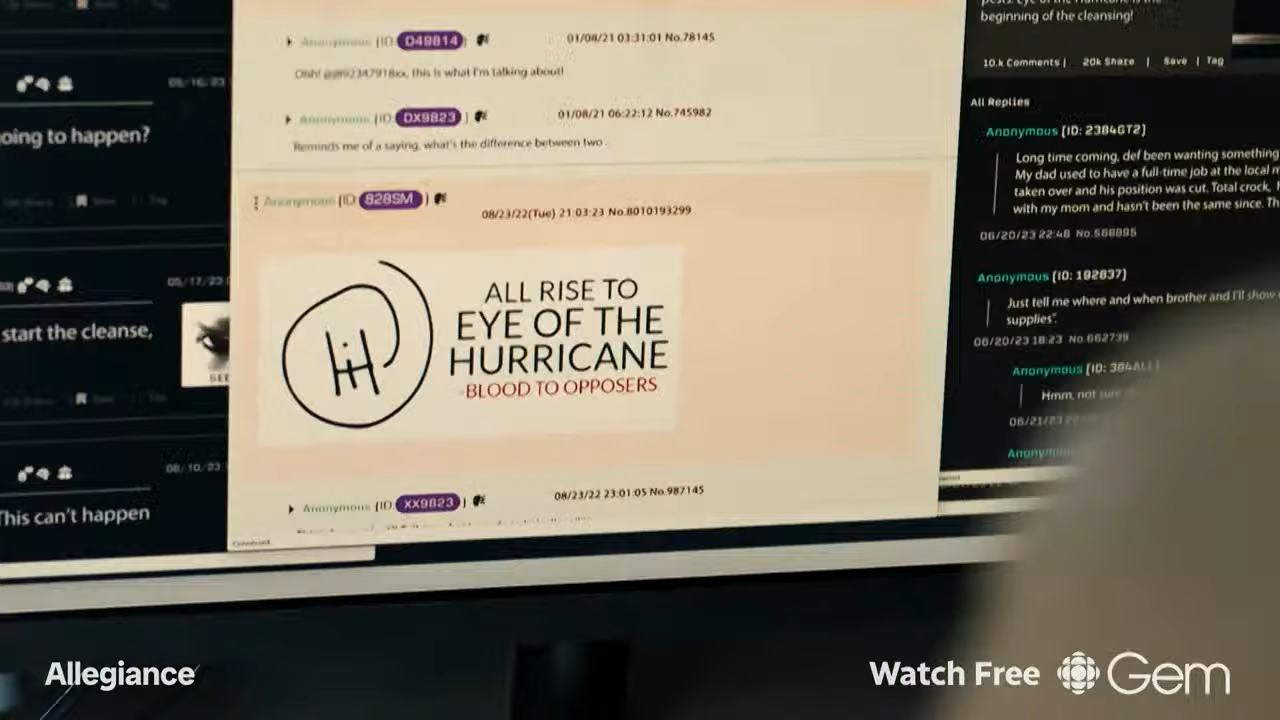 05/16/23
oing to happen?
05/17/23
start the cleanse,
SEE
08/10/23
This can't happen
Anonymous (ID D49814)
01/08/21 03:31:01 No.78145
this is what I'm talking about!
Anonymous (ID: DX9823)
01/08/21 06:22:12 No.745982
Reminds me of a saying, what's the difference between two
Anonymous (ID 828SM)
08/23/22(Tue) 21:03:23 No.8010193299
HiH
ALL RISE TO
EYE OF THE
HURRICANE
-BLOOD TO OPPOSERS
Anonymous (ID XX9823)
08/23/22 23:01:05 No.987145
beginning of the cleansing!
10.k Comments | 20k Share | Save | Tag
All Replies
Anonymous [ID: 2384GT2]
Long time coming, def been wanting something
My dad used to have a full-time job at the local m
taken over and his position was cut. Total crock, I
with my mom and hasn't been the same since. Th
06/20/23 22:48 No.568895
Anonymous [ID: 192837]
Just tell me where and when brother and I'll show
supplies".
06/20/23 18:23 No.662739
Anonymous [ID: 384ALL]
Hmm, not sure
06/21/23
Anonym
Allegiance
Watch Free Gem